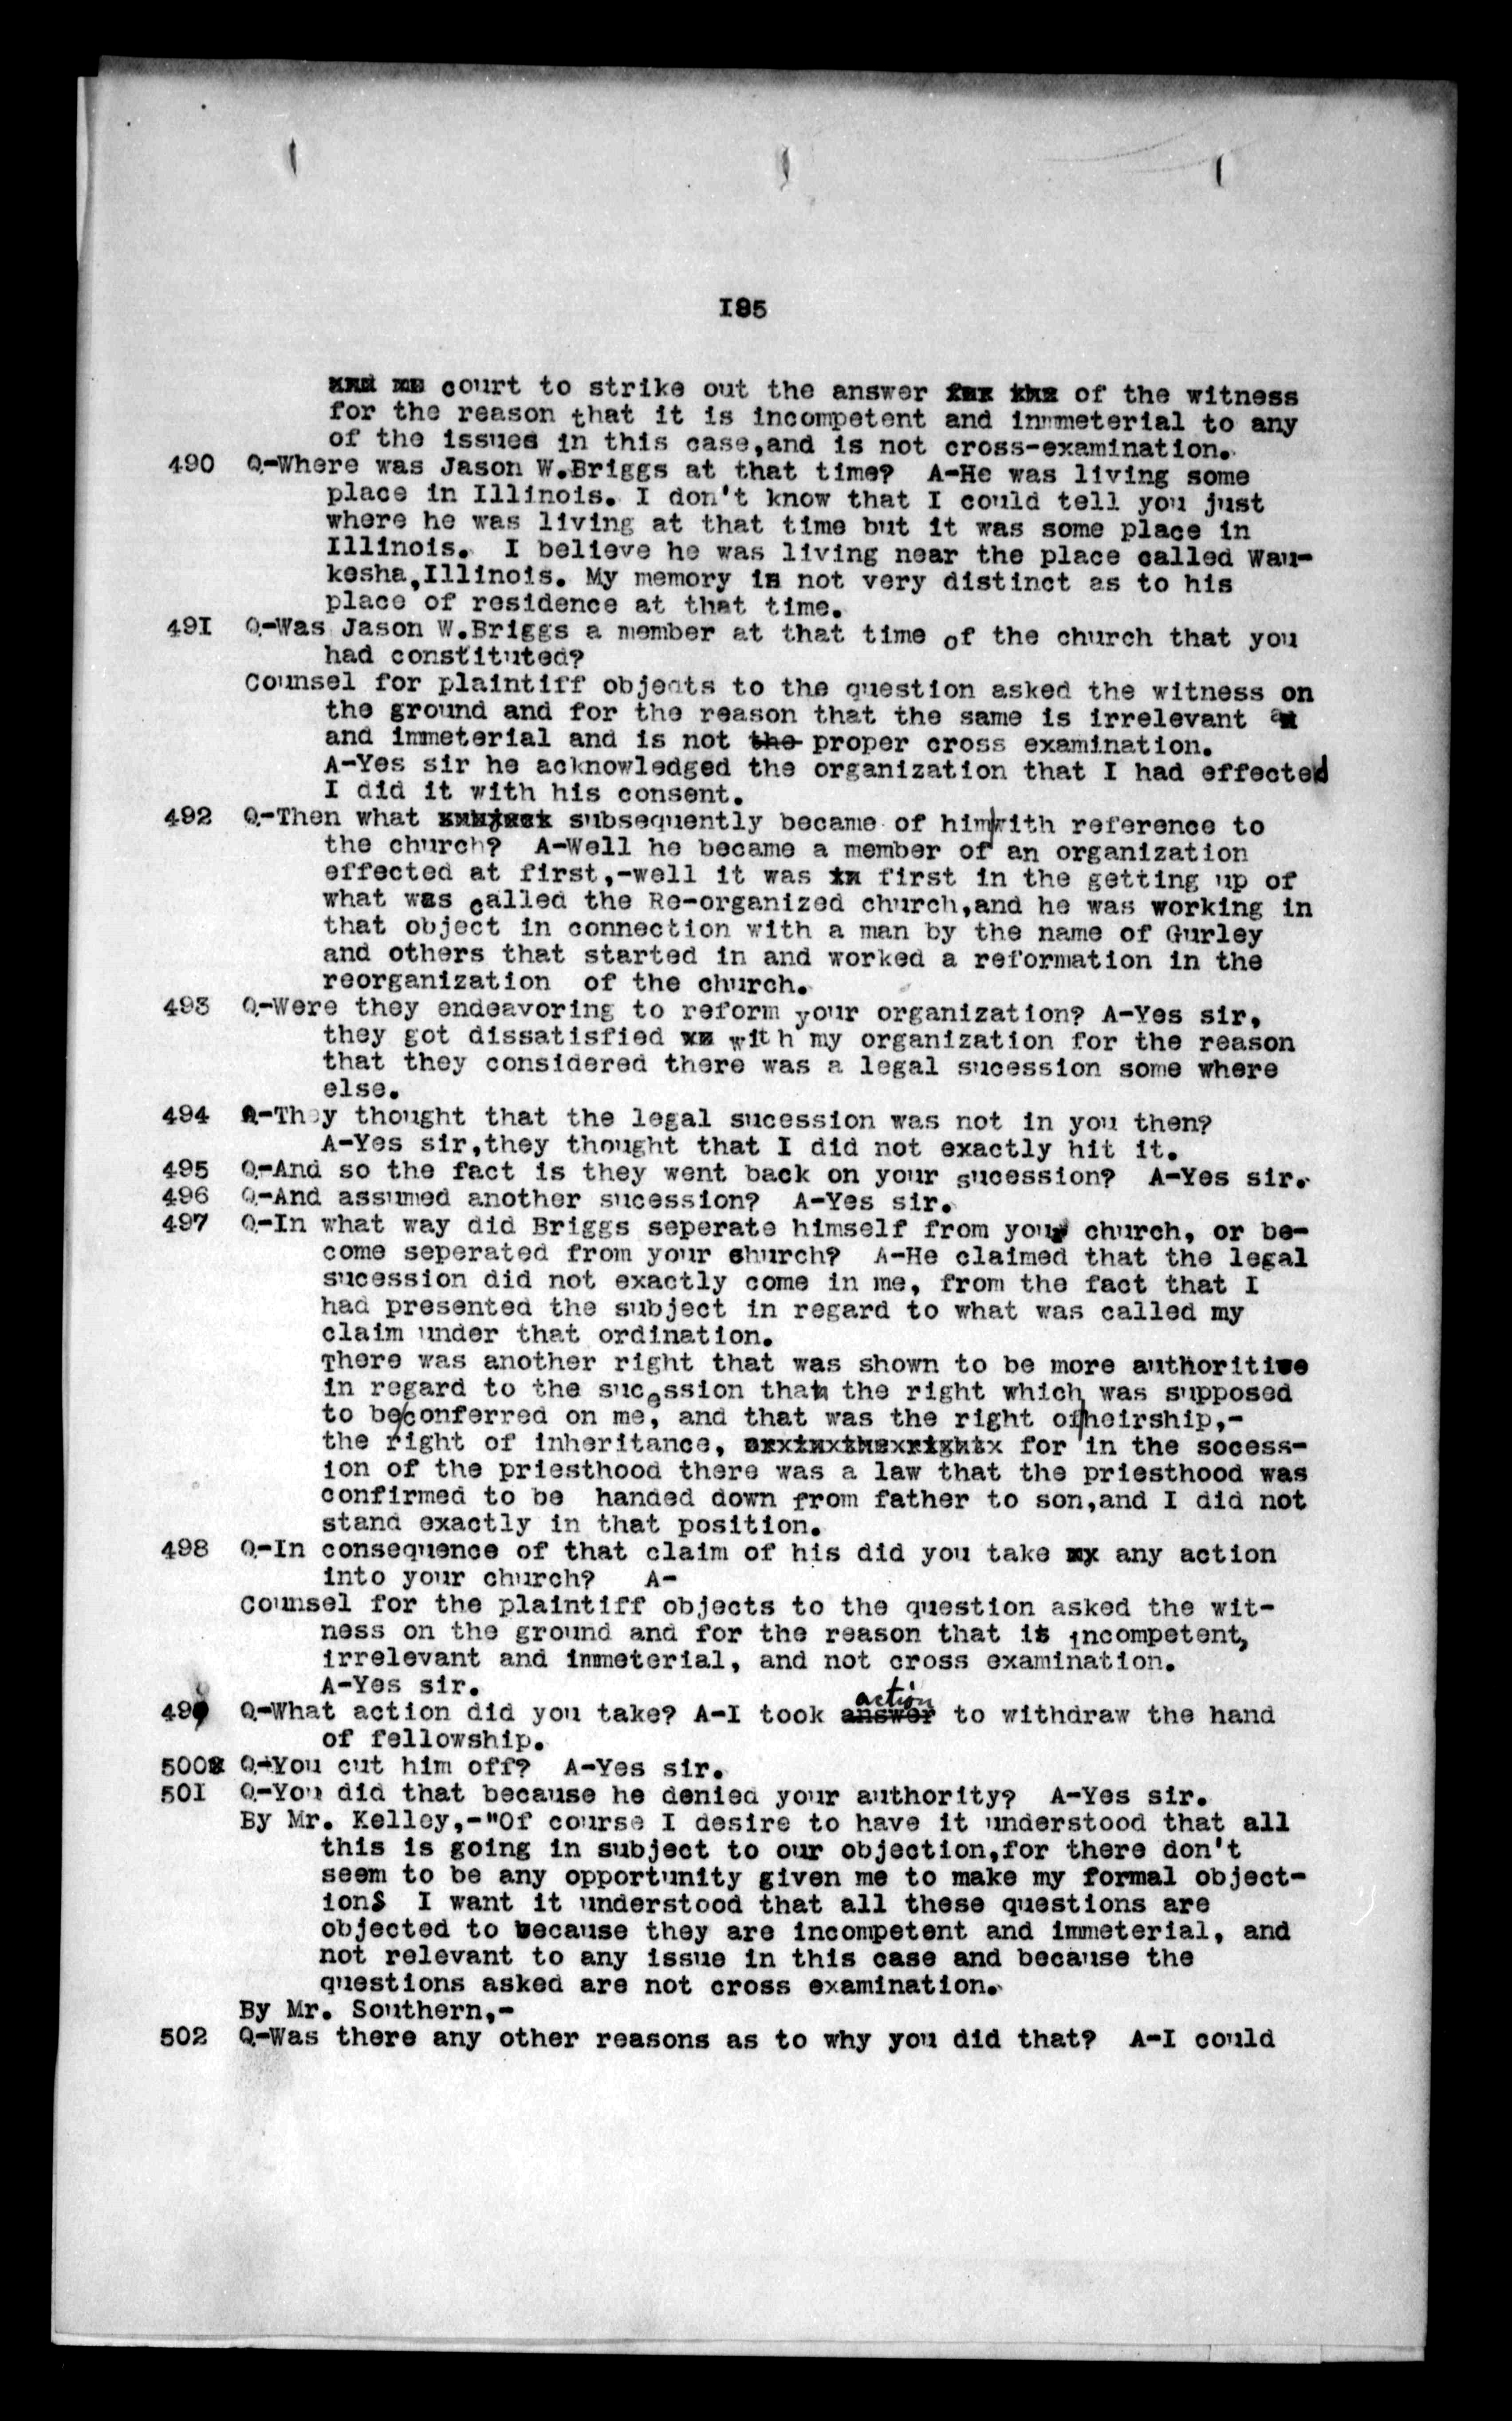 I85
court to strike out the answer of the witness
for the reason that it is incompetent and inmmeterial to any
of the issues in this case,and is not cross-examination.
490 Q-Where was Jason W.Briggs at that time? A-He was living some
place in Illinois. I don't know that I could tell you just
where he was living at that time but it was some place in
Illinois. I believe he was living near the place called Wau-
kesha,Illinois. My memory is not very distinct as to his
place of residence at that time.
49I Q-Was Jason W.Briggs a member at that time of the church that you
had constituted?
Counsel for plaintiff objects to the question asked the witness on
the ground and for the reason that the same is irrelevant
and immeterial and is not the proper cross examination.
A-Yes sir he acknowledged the organization that I had effected
I did it with his consent.
492 Q-Then what subsequently became of him with reference to
the church? A-Well he became a member of an organization
effected at first,-well it was first in the getting up of
what was called the Re-organized church,and he was working in
that object in connection with a man by the name of Gurley
and others that started in and worked a reformation in the
reorganization of the church.
493 Q-Were they endeavoring to reform your organization? A-Yes sir,
they got dissatisfied with my organization for the reason
that they considered there was a legal sucession some where
else.
494 Q-They thought that the legal sucession was not in you then?
A-Yes sir,they thought that I did not exactly hit it.
495 Q-And so the fact is they went back on your sucession? A-Yes sir.
496 Q-And assumed another sucession? A-Yes sir.
497 Q-In what way did Briggs seperate himself from your church, or be-
come seperated from your church? A-He claimed that the legal
sucession did not exactly come in me, from the fact that I
had presented the subject in regard to what was called my
claim under that ordination.
There was another right that was shown to be more authoritive
in regard to the sucession than the right which was supposed
to be conferred on me, and that was the right of heirship,-
the right of inheritance, for in the socess-
ion of the priesthood there was a law that the priesthood was
confirmed to be handed down from father to son,and I did not
stand exactly in that position.
498 Q-In consequence of that claim of his did you take any action
into your church? A-
Counsel for the plaintiff objects to the question asked the wit-
ness on the ground and for the reason that is incompetent,
irrelevant and immeterial, and not cross examination.
A-Yes sir.
499 Q-What action did you take? A-I took answer action to withdraw the hand
of fellowship.
500 Q-You cut him off? A-Yes sir.
50I Q-You did that because he denied your authority? A-Yes sir.
By Mr. Kelley,-"Of course I desire to have it understood that all
this is going in subject to our objection,for there don't
seem to be any opportunity given me to make my formal object-
ionS I want it understood that all these questions are
objected to because they are incompetent and immeterial, and
not relevant to any issue in this case and because the
questions asked are not cross examination.
By Mr. Southern,-
502 Q-Was there any other reasons as to why you did that? A-I could